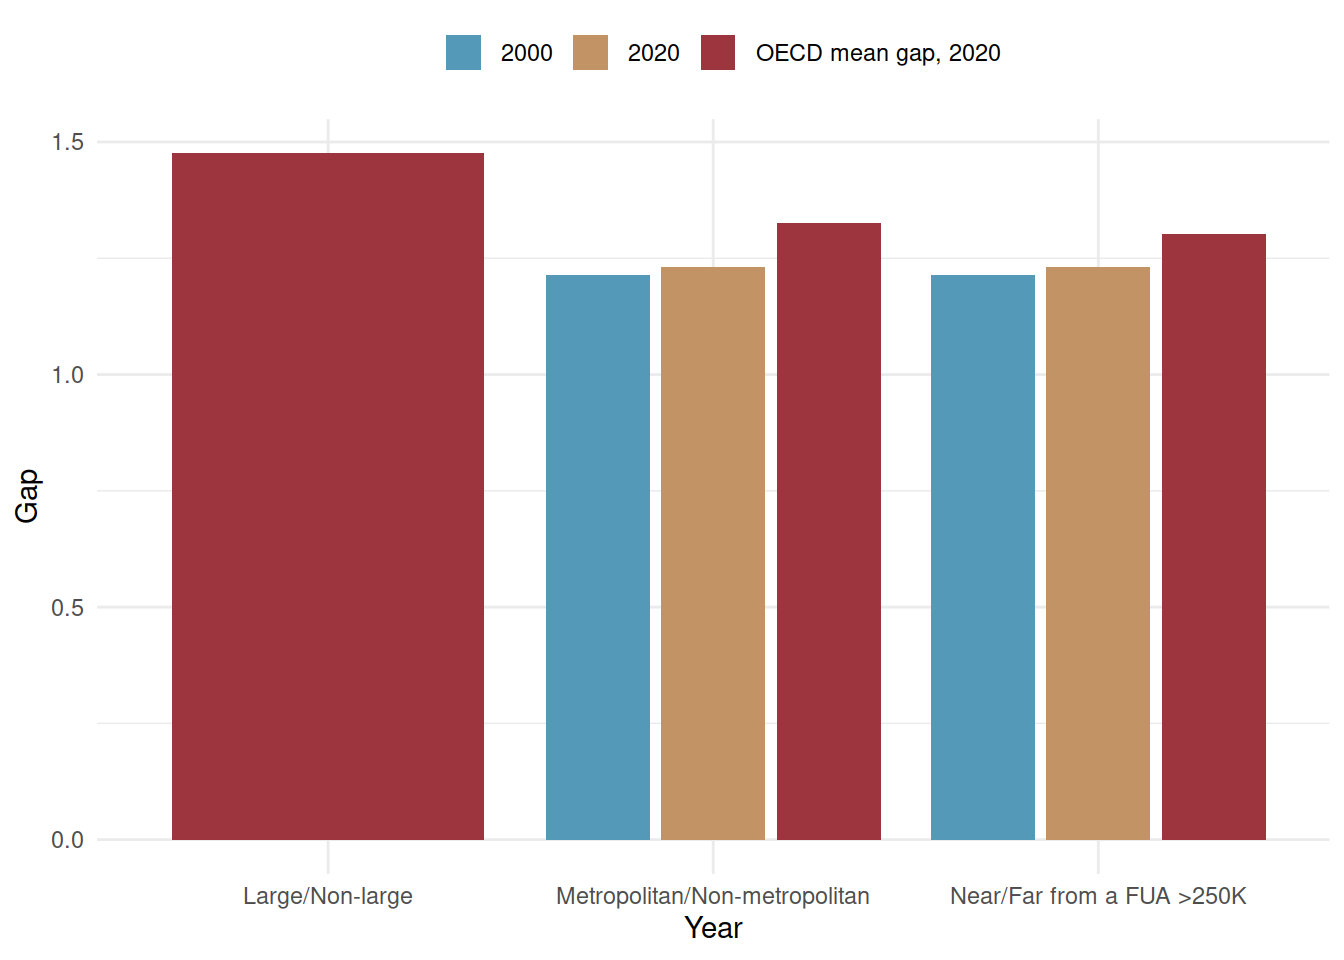 2000 2020 OECD mean gap, 2020
1.5
1.0
0.5
0.0
Gap
Large/Non-large Metropolitan/Non-metropolitan Near/Far from a FUA >250K
Year